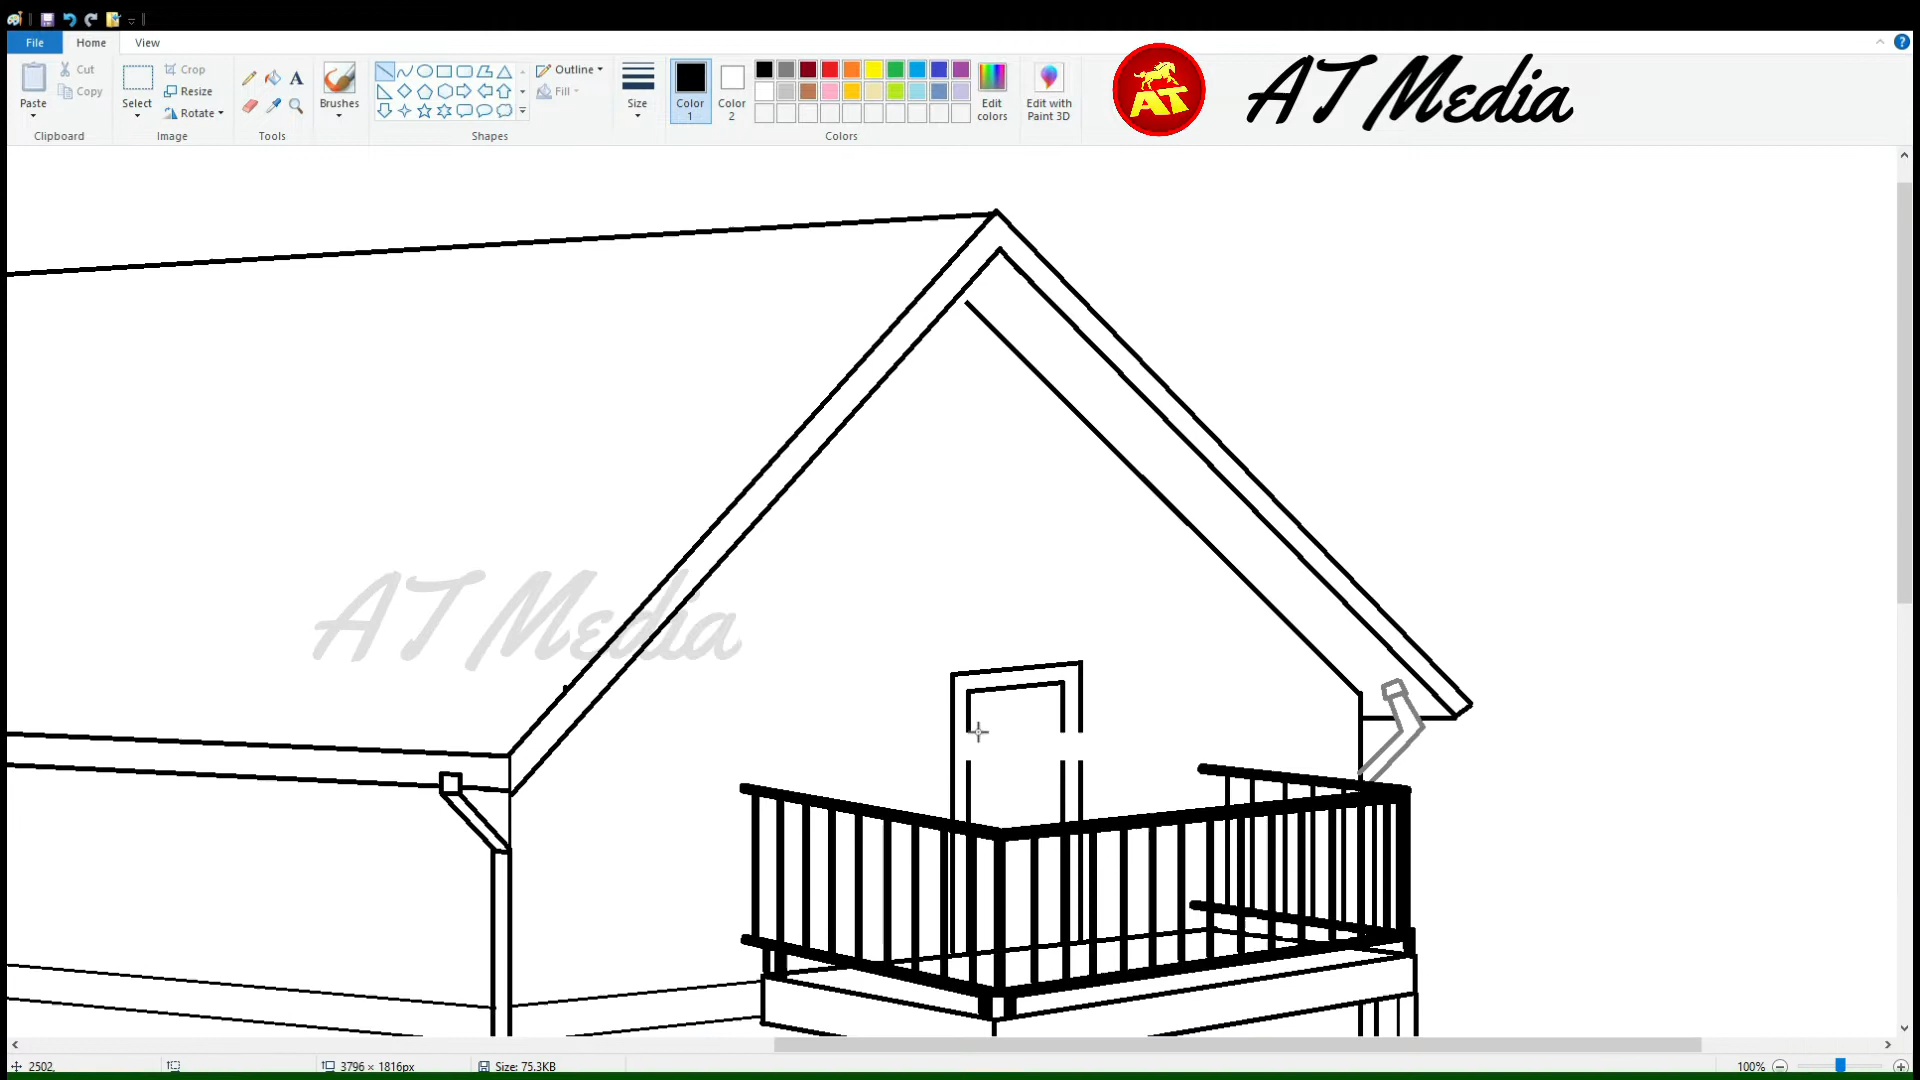 File Home View
Paste Cut Copy Clipboard
Select Crop Resize Rotate Image
Tools
Brushes
Shapes
Outline Fill
Size
Color 1
Color 2
Colors
Edit colors
Edit with Paint 3D
AT
AT Media
AT Media
2502,
3796 × 1816px
Size: 75.3KB
100%